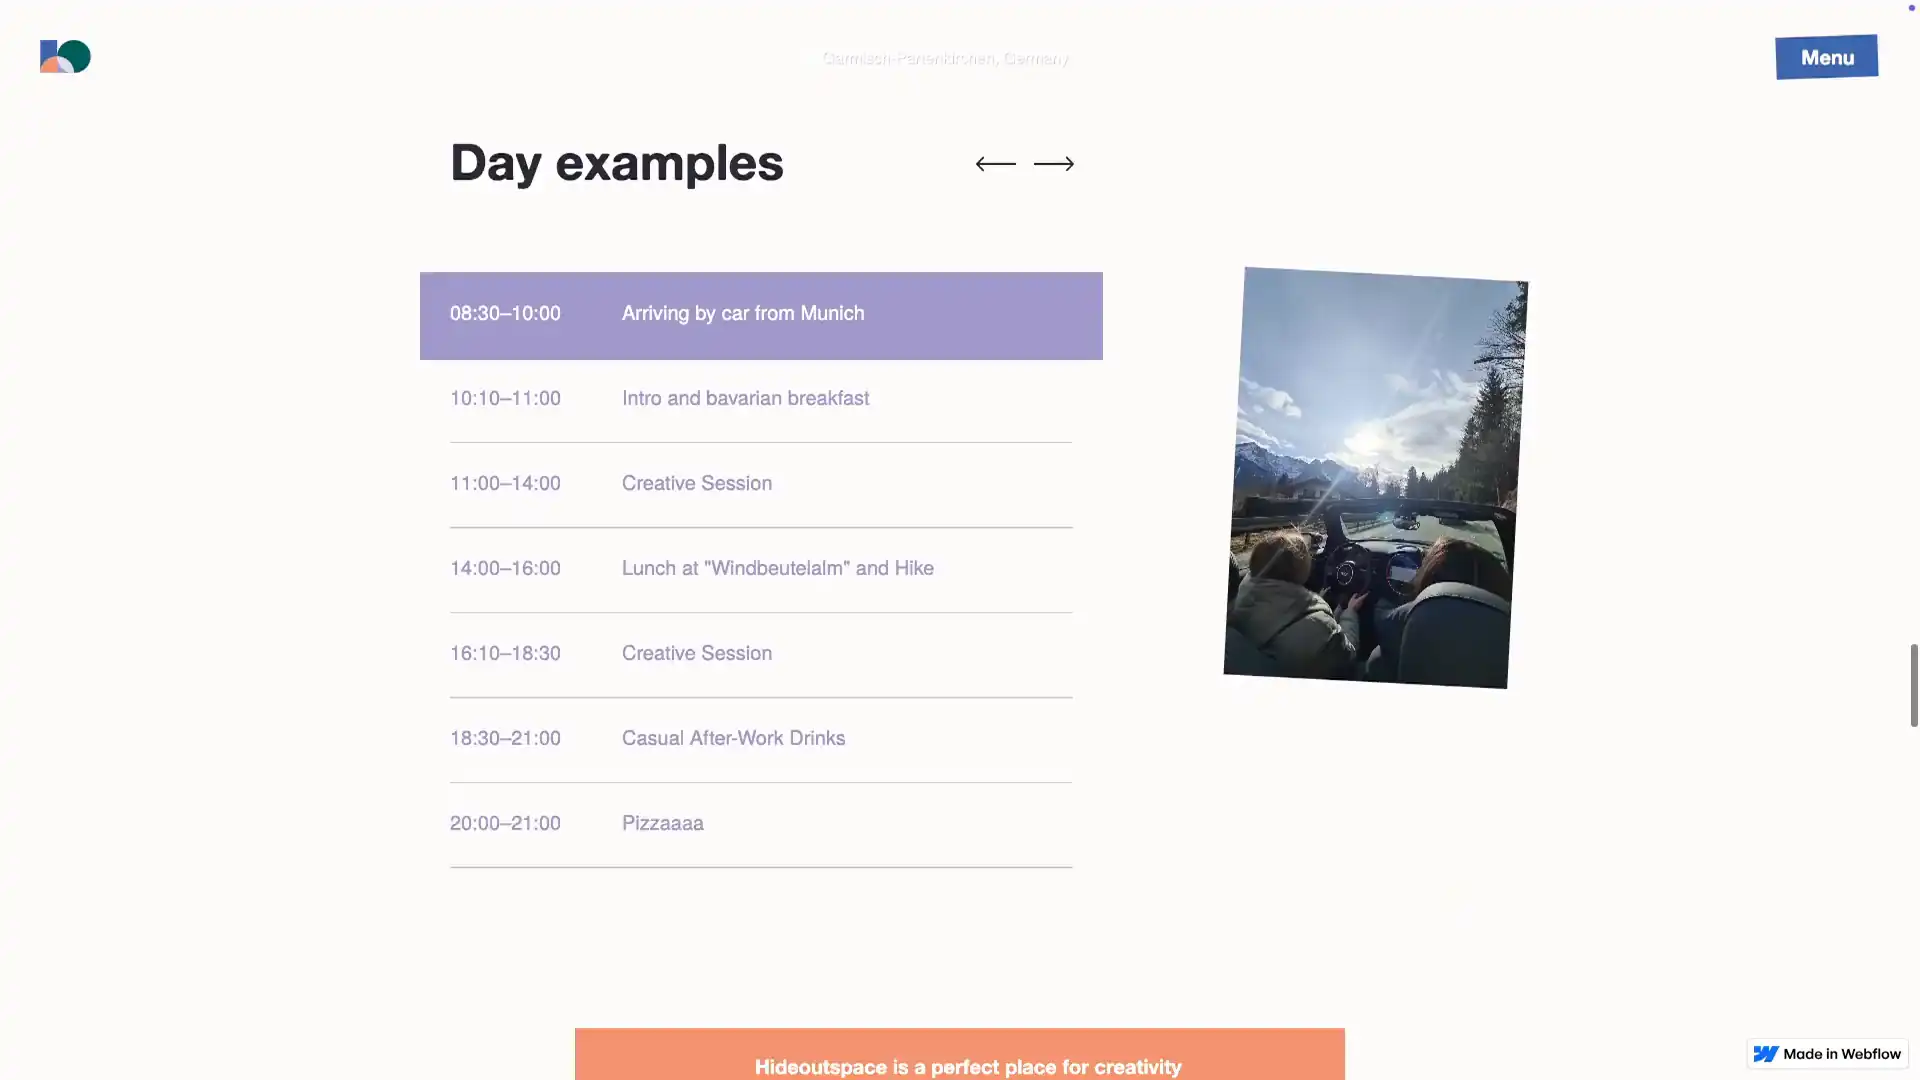 Garmisch-Partenkirchen, Germany
Menu
Day examples
08:30–10:00 Arriving by car from Munich
10:10–11:00 Intro and bavarian breakfast
11:00–14:00 Creative Session
14:00–16:00 Lunch at "Windbeutelalm" and Hike
16:10–18:30 Creative Session
18:30–21:00 Casual After-Work Drinks
20:00–21:00 Pizzaaaa
Hideoutspace is a perfect place for creativity
Made in Webflow